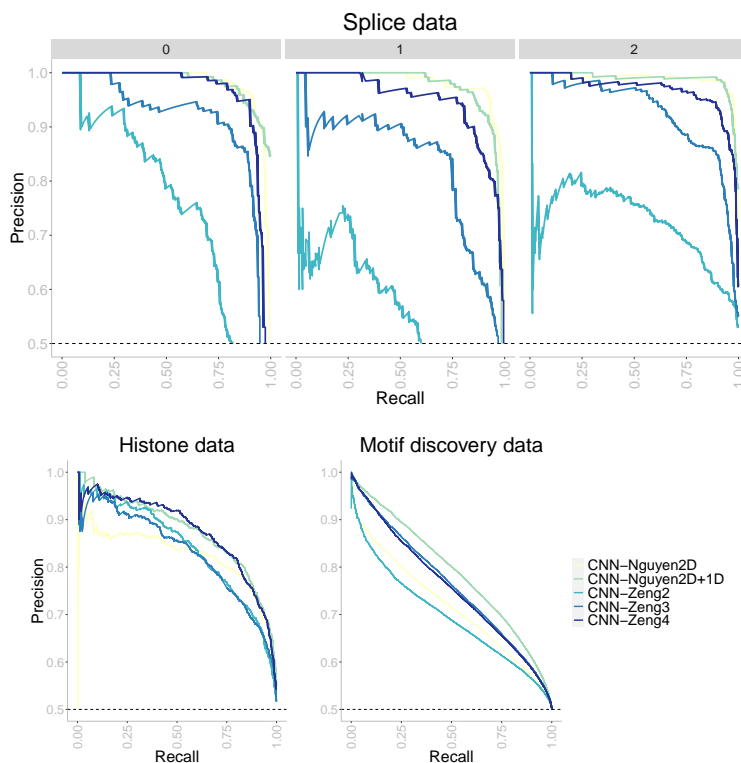 Splice data
0 1 2
1.0
0.9
0.8
0.7
0.6
0.5
Precision
0.00 0.25 0.50 0.75 1.00 0.00 0.25 0.50 0.75 1.00 0.00 0.25 0.50 0.75 1.00
Recall
Histone data
1.0
0.9
0.8
0.7
0.6
0.5
Precision
0.00 0.25 0.50 0.75 1.00
Recall
Motif discovery data
1.0
0.9
0.8
0.7
0.6
0.5
0.00 0.25 0.50 0.75 1.00
Recall
CNN−Nguyen2D
CNN−Nguyen2D+1D
CNN−Zeng2
CNN−Zeng3
CNN−Zeng4